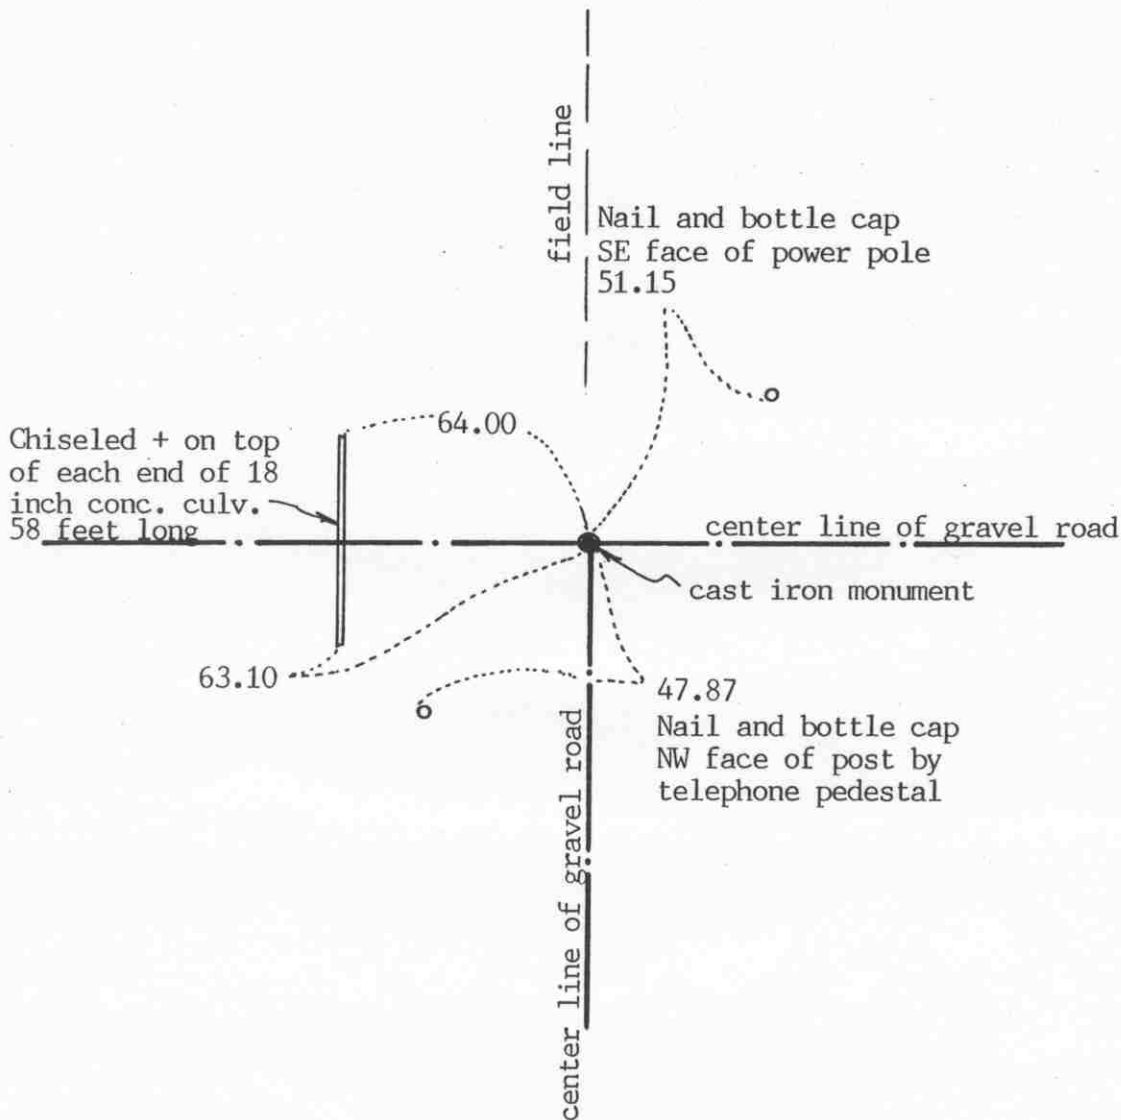 field line
Nail and bottle cap
SE face of power pole
51.15
64.00
Chiseled + on top
of each end of 18
inch conc. culv.
58 feet long
center line of gravel road
cast iron monument
63.10
47.87
Nail and bottle cap
NW face of post by
telephone pedestal
center line of gravel road